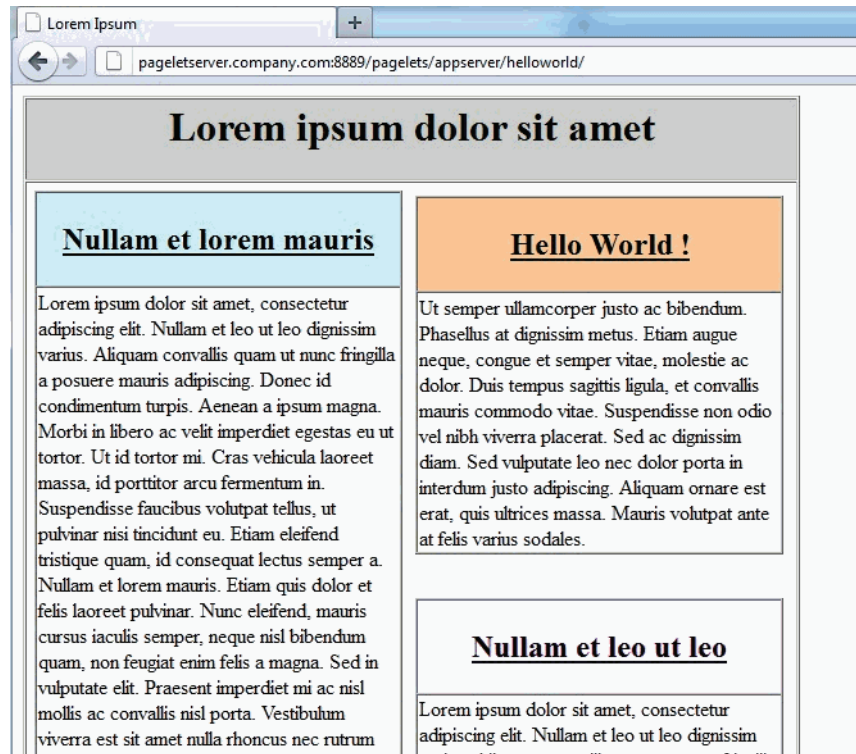 Lorem Ipsum
+
pageletserver.company.com:8889/pagelets/appserver/helloworld/
Lorem ipsum dolor sit amet
Nullam et lorem mauris
Lorem ipsum dolor sit amet, consectetur
adipiscing elit. Nullam et leo ut leo dignissim
varius. Aliquam convallis quam ut nunc fringilla
a posuere mauris adipiscing. Donec id
condimentum turpis. Aenean a ipsum magna.
Morbi in libero ac velit imperdiet egestas eu ut
tortor. Ut id tortor mi. Cras vehicula laoreet
massa, id porttitor arcu fermentum in.
Suspendisse faucibus volutpat tellus, ut
pulvinar nisi tincidunt eu. Etiam eleifend
tristique quam, id consequat lectus semper a.
Nullam et lorem mauris. Etiam quis dolor et
felis laoreet pulvinar. Nunc eleifend, mauris
cursus iaculis semper, neque nisl bibendum
quam, non feugiat enim felis a magna. Sed in
vulputate elit. Praesent imperdiet mi ac nisl
mollis ac convallis nisl porta. Vestibulum
viverra est sit amet nulla rhoncus nec rutrum
Hello World !
Ut semper ullamcorper justo ac bibendum.
Phasellus at dignissim metus. Etiam augue
neque, congue et semper vitae, molestie ac
dolor. Duis tempus sagittis ligula, et convallis
mauris commodo vitae. Suspendisse non odio
vel nibh viverra placerat. Sed ac dignissim
diam. Sed vulputate leo nec dolor porta in
interdum justo adipiscing. Aliquam ornare est
erat, quis ultrices massa. Mauris volutpat ante
at felis varius sodales.
Nullam et leo ut leo
Lorem ipsum dolor sit amet, consectetur
adipiscing elit. Nullam et leo ut leo dignissim